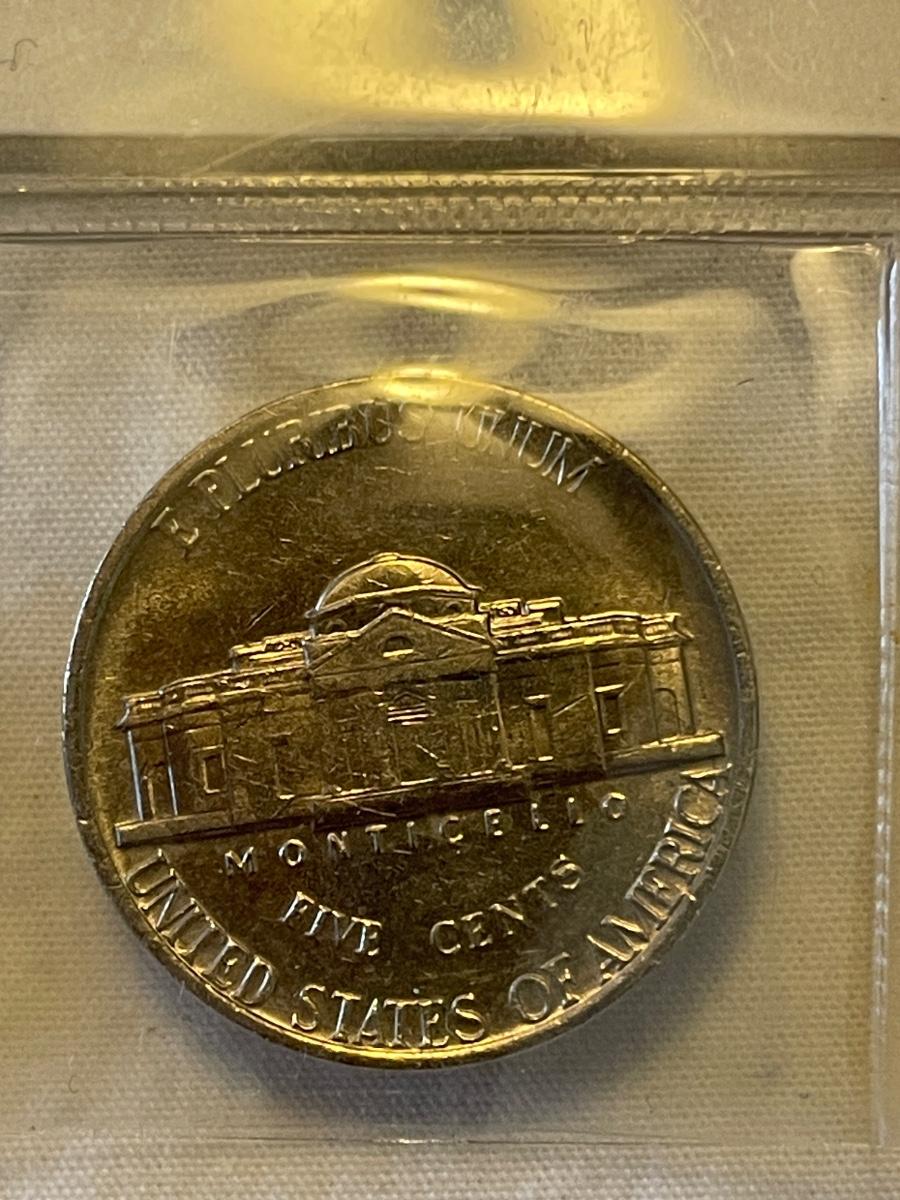 E PLURIBUS UNUM
MONTICELLO
FIVE CENTS
UNITED STATES OF AMERICA